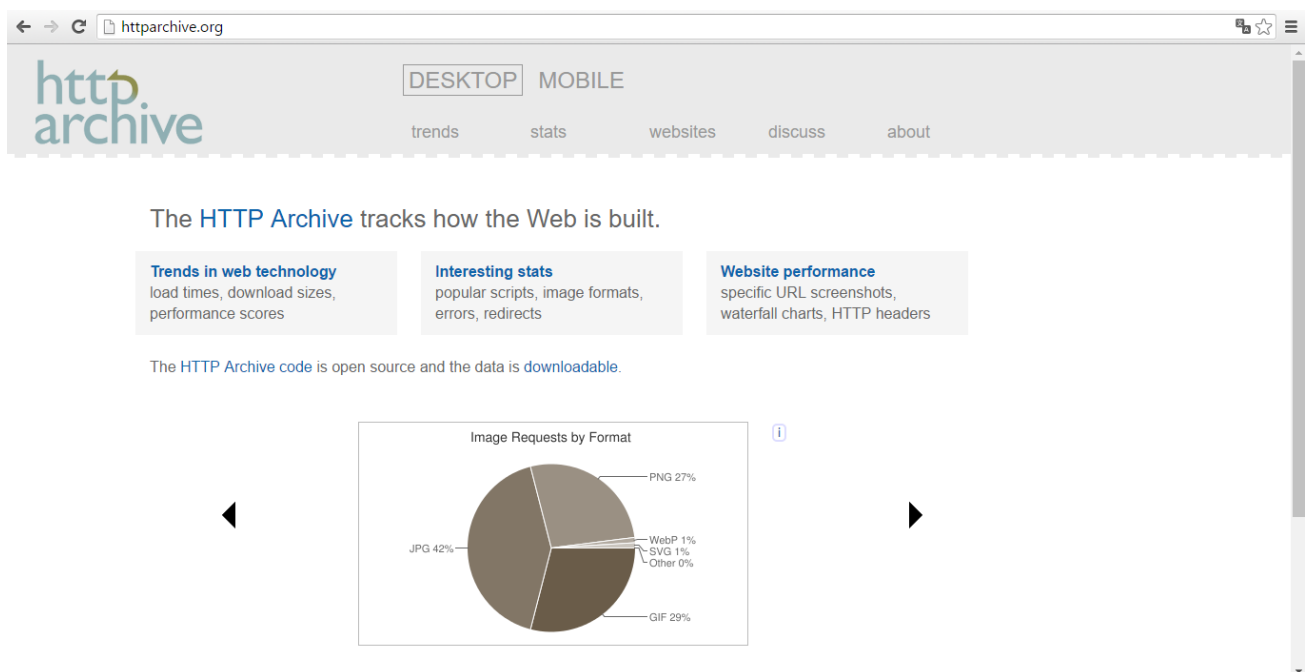 httparchive.org
http
archive
DESKTOP MOBILE
trends stats websites discuss about
The HTTP Archive tracks how the Web is built.
Trends in web technology
load times, download sizes,
performance scores
Interesting stats
popular scripts, image formats,
errors, redirects
Website performance
specific URL screenshots,
waterfall charts, HTTP headers
The HTTP Archive code is open source and the data is downloadable.
i
Image Requests by Format
PNG 27%
JPG 42%
WebP 1%
SVG 1%
Other 0%
GIF 29%